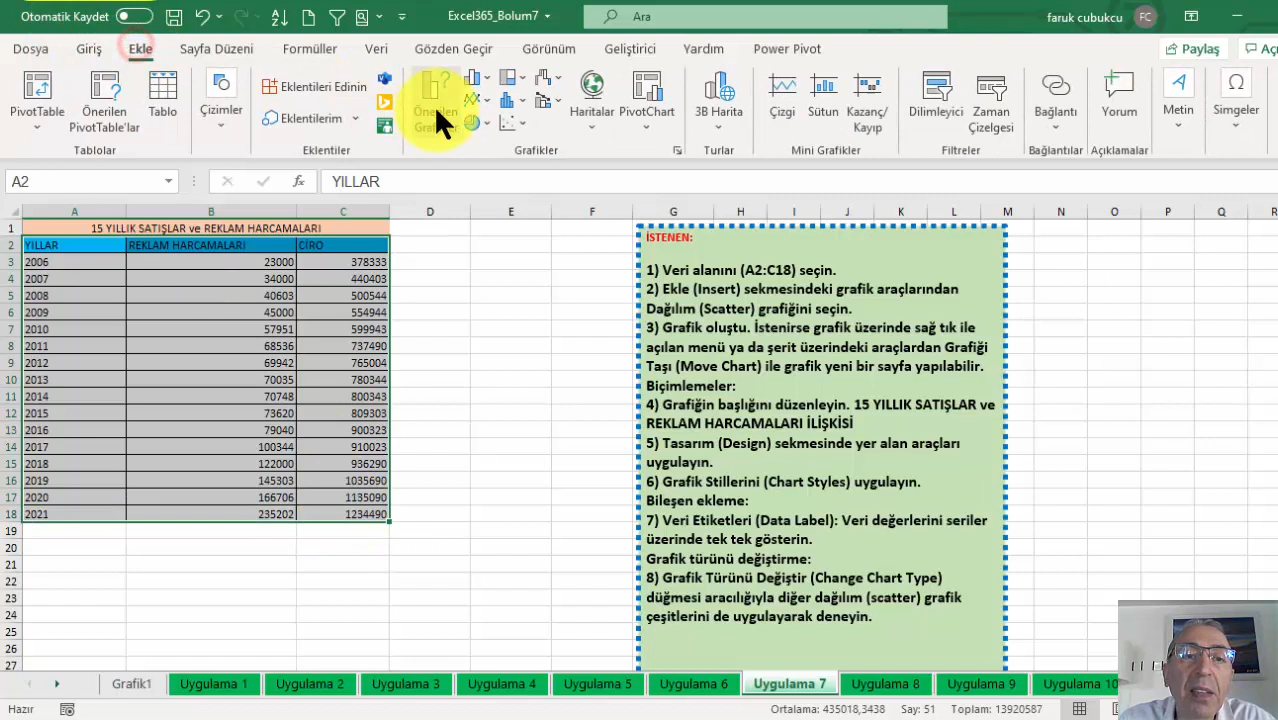 Otomatik Kaydet
Excel365_Bolum7
Ara
faruk cubukcu
FC
Dosya Giriş Ekle Sayfa Düzeni Formüller Veri Gözden Geçir Görünüm Geliştirici Yardım Power Pivot
Paylaş
PivotTable
Önerilen PivotTable'lar
Tablo
Çizimler
Eklentileri Edinin
Eklentilerim
Önerilen
Haritalar
PivotChart
3B Harita
Çizgi
Sütun
Kazanç/
Kayıp
Dilimleyici
Zaman
Çizelgesi
Bağlantı
Yorum
Metin
Simgeler
Tablolar Eklentiler Grafikler Turlar Mini Grafikler Filtreler Bağlantılar Açıklamalar
A2
fx
YILLAR
A B C D E F G H I J K L M N O P Q R
1 15 YILLIK SATIŞLAR ve REKLAM HARCAMALARI
2 YILLAR REKLAM HARCAMALARI CİRO
3 2006 23000 378333
4 2007 34000 440403
5 2008 40603 500544
6 2009 45000 554944
7 2010 57951 599943
8 2011 68536 737490
9 2012 69942 765004
10 2013 70035 780344
11 2014 70748 800343
12 2015 73620 809303
13 2016 79040 900323
14 2017 100344 910023
15 2018 122000 936290
16 2019 145303 1035690
17 2020 166706 1135090
18 2021 235202 1234490
19
20
21
22
23
24
25
26
27
İSTENEN:
1) Veri alanını (A2:C18) seçin.
2) Ekle (Insert) sekmesindeki grafik araçlarından
Dağılım (Scatter) grafiğini seçin.
3) Grafik oluştu. İstenirse grafik üzerinde sağ tık ile
açılan menü ya da şerit üzerindeki araçlardan Grafiği
Taşı (Move Chart) ile grafik yeni bir sayfa yapılabilir.
Biçimlemeler:
4) Grafiğin başlığını düzenleyin. 15 YILLIK SATIŞLAR ve
REKLAM HARCAMALARI İLİŞKİSİ
5) Tasarım (Design) sekmesinde yer alan araçları
uygulayın.
6) Grafik Stillerini (Chart Styles) uygulayın.
Bileşen ekleme:
7) Veri Etiketleri (Data Label): Veri değerlerini seriler
üzerinde tek tek gösterin.
Grafik türünü değiştirme:
8) Grafik Türünü Değiştir (Change Chart Type)
düğmesi aracılığıyla diğer dağılım (scatter) grafik
çeşitlerini de uygulayarak deneyin.
Grafik1 Uygulama 1 Uygulama 2 Uygulama 3 Uygulama 4 Uygulama 5 Uygulama 6 Uygulama 7 Uygulama 8 Uygulama 9 Uygulama 10
Hazır
Ortalama: 435018,3438 Say: 51 Toplam: 13920587